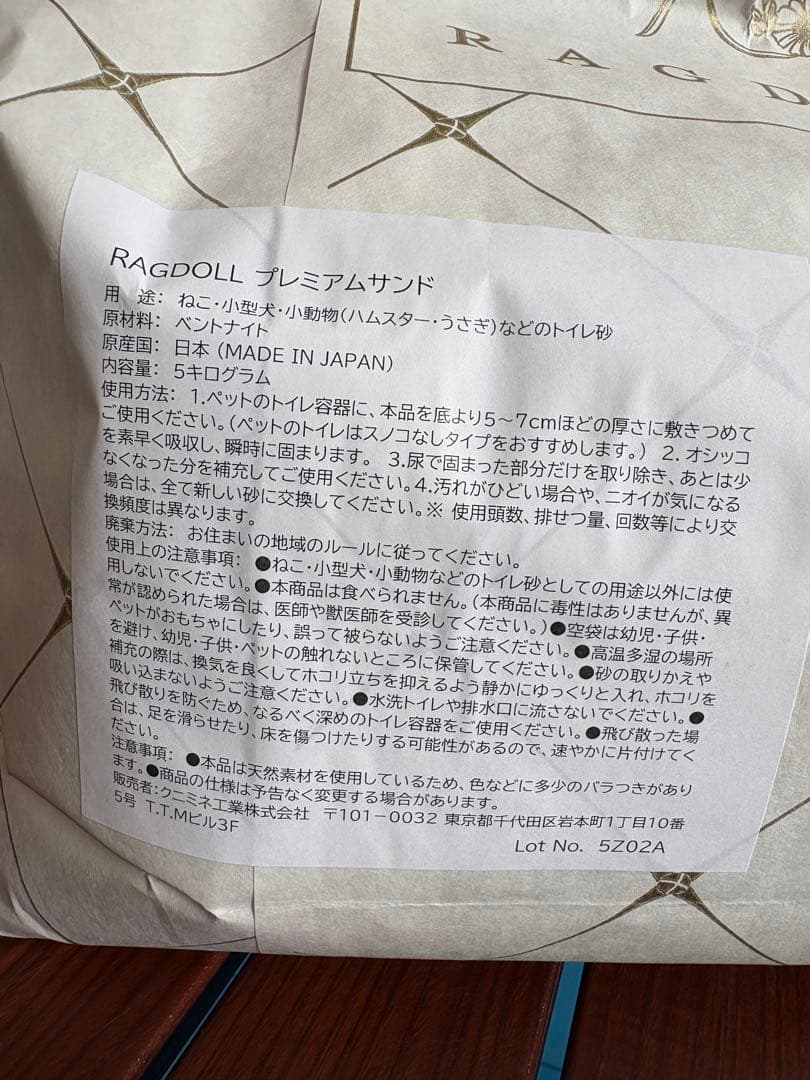 RAGD
RAGDOLL プレミアムサンド
用　途： ねこ・小型犬・小動物(ハムスター・うさぎ)などのトイレ砂
原材料： ベントナイト
原産国： 日本 (MADE IN JAPAN)
内容量： 5キログラム
使用方法： 1.ペットのトイレ容器に、本品を底より5～7cmほどの厚さに敷きつめて
ご使用ください。(ペットのトイレはスノコなしタイプをおすすめします。) 2. オシッコ
を素早く吸収し、瞬時に固まります。 3.尿で固まった部分だけを取り除き、あとは少
なくなった分を補充してご使用ください。4.汚れがひどい場合や、ニオイが気になる
場合は、全て新しい砂に交換してください。※ 使用頭数、排せつ量、回数等により交
換頻度は異なります。
廃棄方法： お住まいの地域のルールに従ってください。
使用上の注意事項： ●ねこ・小型犬・小動物などのトイレ砂としての用途以外には使
用しないでください。●本商品は食べられません。(本商品に毒性はありませんが、異
常が認められた場合は、医師や獣医師を受診してください。)●空袋は幼児・子供・
ペットがおもちゃにしたり、誤って被らないようご注意ください。●高温多湿の場所
を避け、幼児・子供・ペットの触れないところに保管してください。●砂の取りかえや
補充の際は、換気を良くしてホコリ立ちを抑えるよう静かにゆっくりと入れ、ホコリを
吸い込まないようご注意ください。●水洗トイレや排水口に流さないでください。●
飛び散りを防ぐため、なるべく深めのトイレ容器をご使用ください。●飛び散った場
合は、足を滑らせたり、床を傷つけたりする可能性があるので、速やかに片付けてく
ださい。
注意事項： ●本品は天然素材を使用しているため、色などに多少のバラつきがあり
ます。●商品の仕様は予告なく変更する場合があります。
販売者：クニミネ工業株式会社　〒101－0032 東京都千代田区岩本町1丁目10番
5号 T.T.Mビル3F
Lot No. 5Z02A